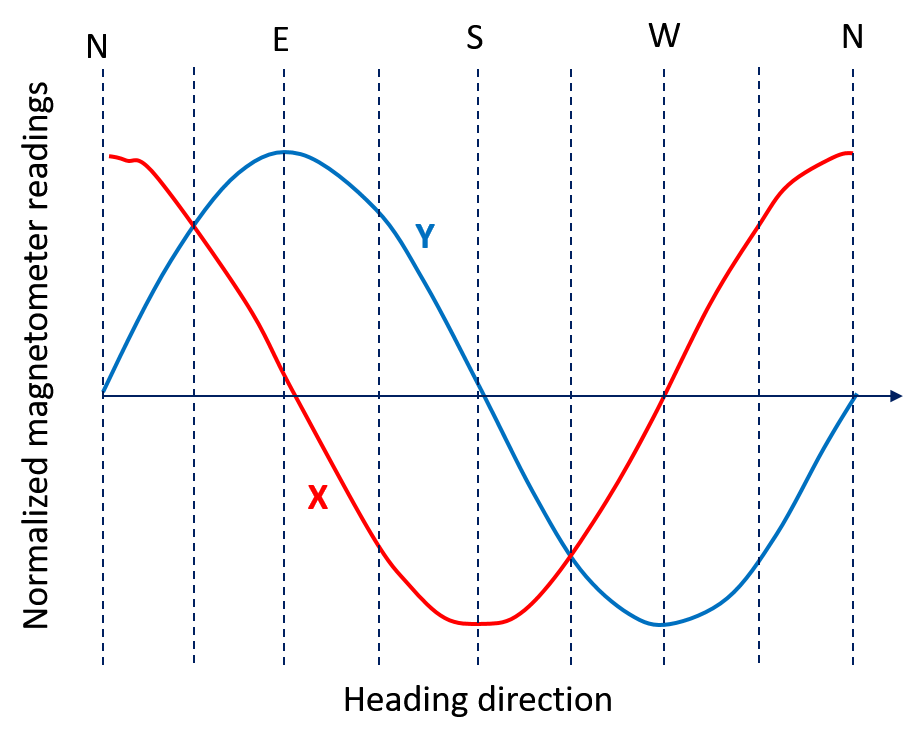 N E S W N
Normalized magnetometer readings
Y
X
Heading direction